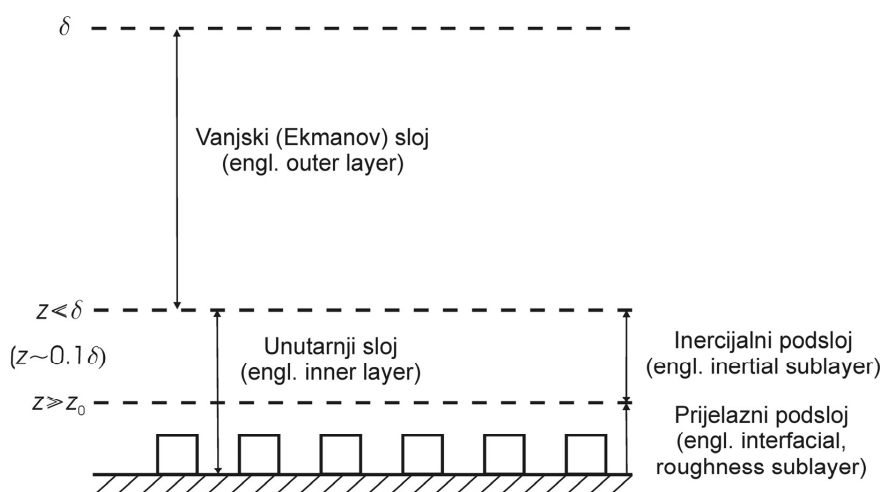 δ
Vanjski (Ekmanov) sloj
(engl. outer layer)
z≪δ
(z~0.1δ)
z≫z₀
Unutarnji sloj
(engl. inner layer)
Inercijalni podsloj
(engl. inertial sublayer)
Prijelazni podsloj
(engl. interfacial,
roughness sublayer)